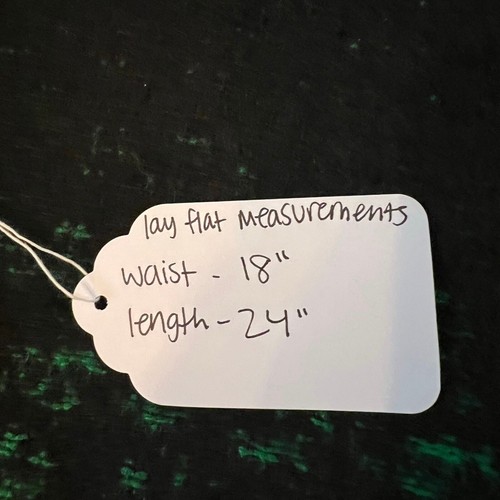 lay flat measurements
waist - 18"
length - 24"